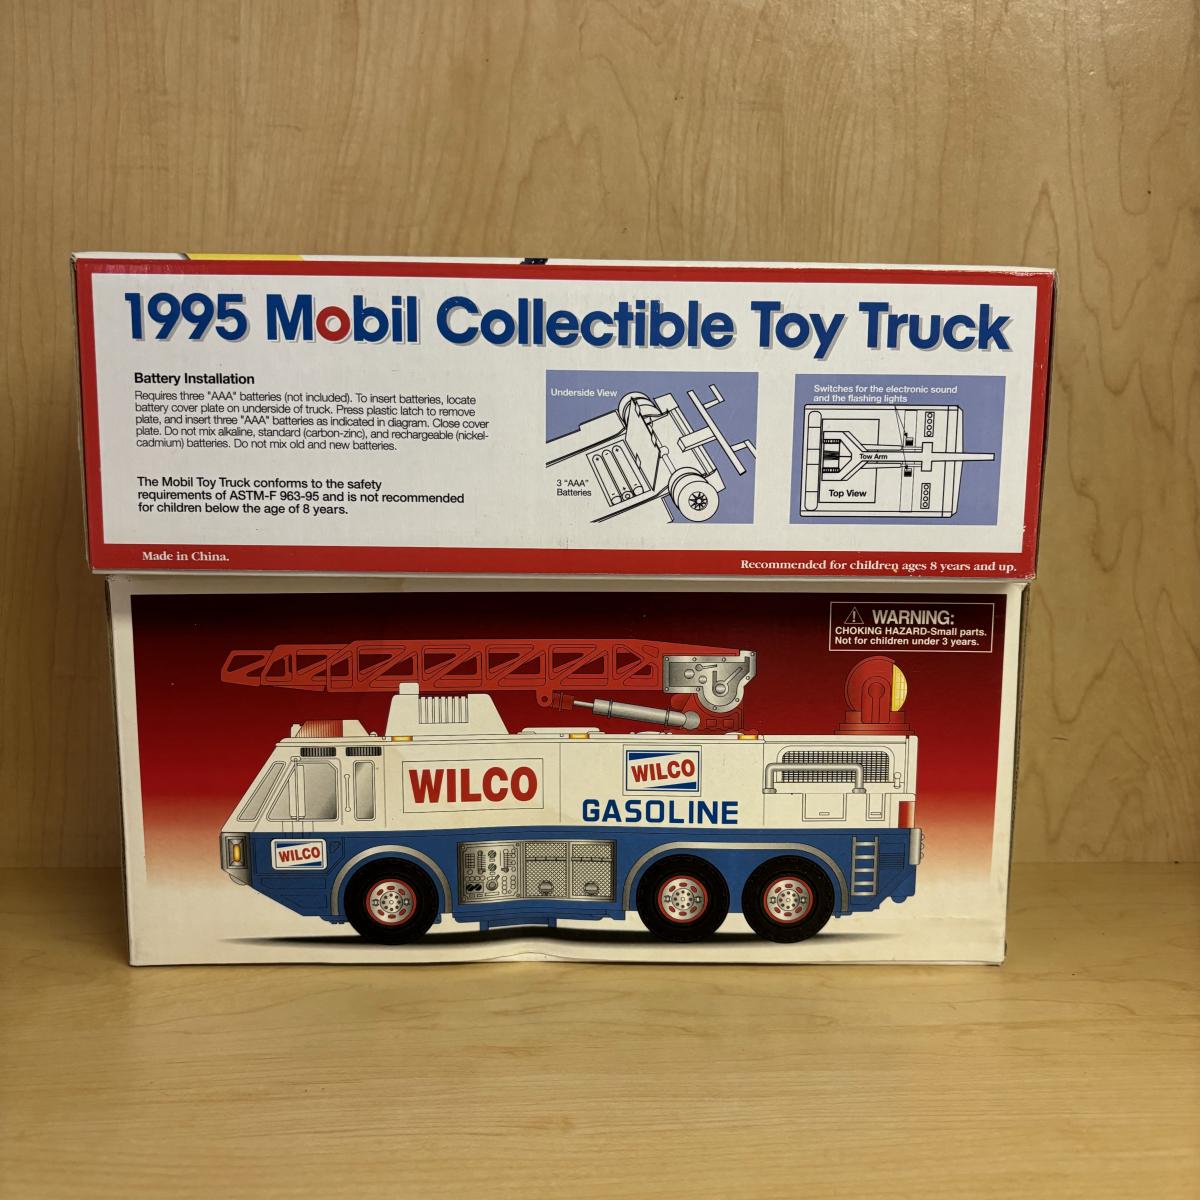 1995 Mobil Collectible Toy Truck
Battery Installation
Requires three "AAA" batteries (not included). To insert batteries, locate
battery cover plate on underside of truck. Press plastic latch to remove
plate, and insert three "AAA" batteries as indicated in diagram. Close cover
plate. Do not mix alkaline, standard (carbon-zinc), and rechargeable (nickel-
cadmium) batteries. Do not mix old and new batteries.
The Mobil Toy Truck conforms to the safety
requirements of ASTM-F 963-95 and is not recommended
for children below the age of 8 years.
Underside View
3 "AAA"
Batteries
Switches for the electronic sound
and the flashing lights
Tow Arm
Top View
Made in China.
Recommended for children ages 8 years and up.
WARNING:
CHOKING HAZARD-Small parts.
Not for children under 3 years.
WILCO
WILCO
GASOLINE
WILCO